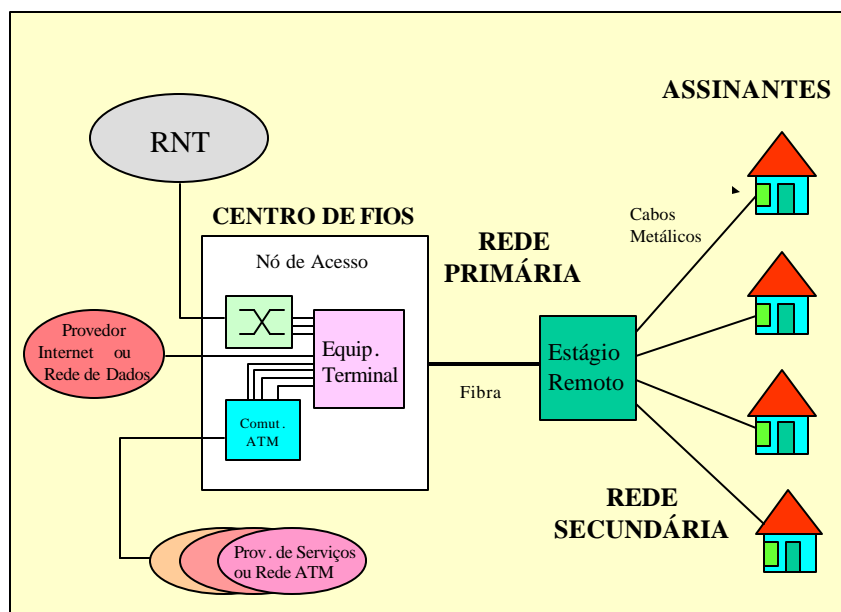 ASSINANTES
RNT
CENTRO DE FIOS
Nó de Acesso
REDE
PRIMÁRIA
Cabos
Metálicos
Provedor
Internet ou
Rede de Dados
Equip.
Terminal
Comut.
ATM
Fibra
Estágio
Remoto
REDE
SECUNDÁRIA
Prov. de Serviços
ou Rede ATM